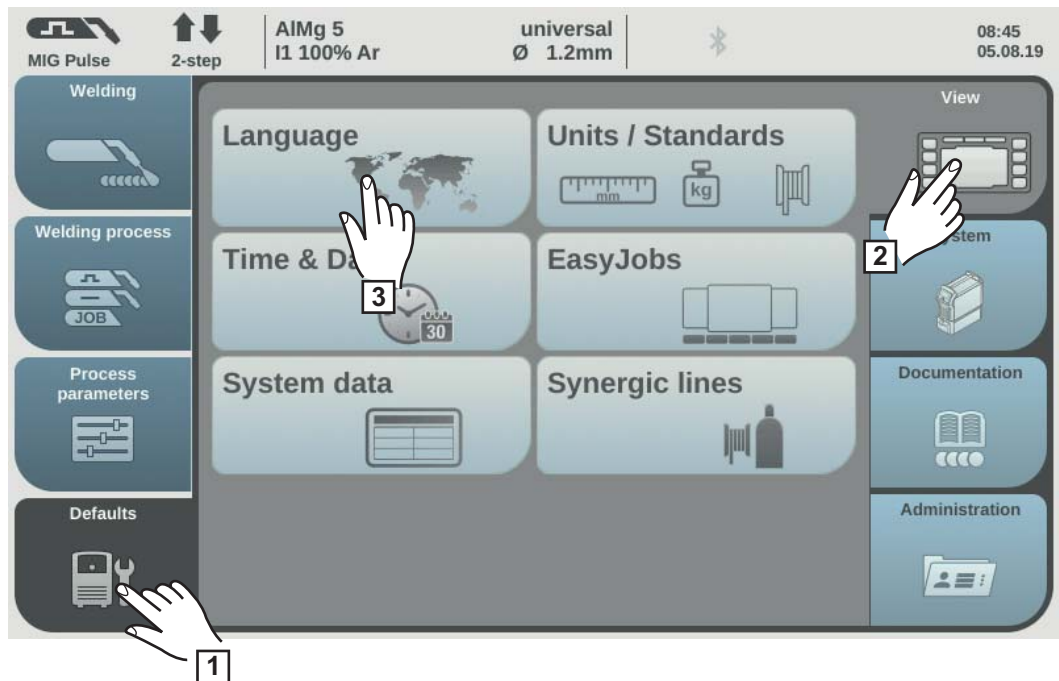 MIG Pulse
2-step
AlMg 5
I1 100% Ar
universal
Ø 1.2mm
08:45
05.08.19
Welding
Welding process
JOB
Process
parameters
Defaults
Language
Units / Standards
mm
kg
Time &
30
EasyJobs
System data
Synergic lines
View
Documentation
Administration
1
2
3